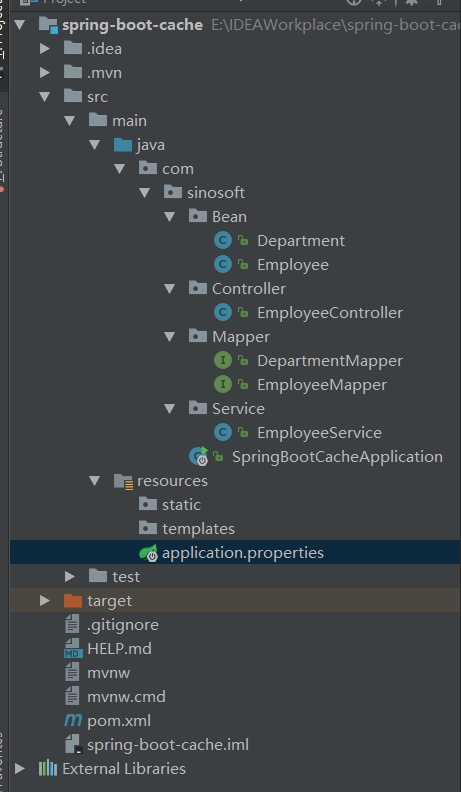 Project
spring-boot-cache E:\IDEAWorkplace\spring-boot-ca
.idea
.mvn
src
main
java
com
sinosoft
Bean
C Department
C Employee
Controller
C EmployeeController
Mapper
I DepartmentMapper
I EmployeeMapper
Service
C EmployeeService
SpringBootCacheApplication
resources
static
templates
application.properties
test
target
.gitignore
MD HELP.md
mvnw
mvnw.cmd
m pom.xml
spring-boot-cache.iml
External Libraries